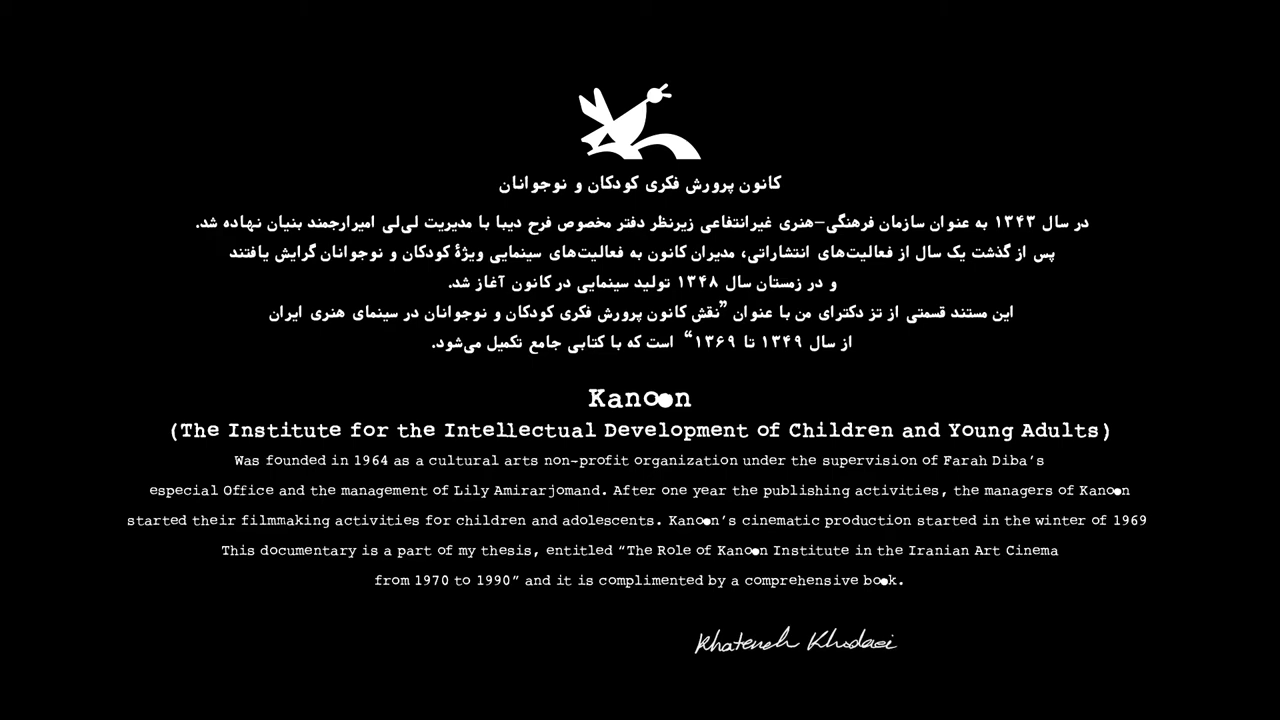 کانون پرورش فکری کودکان و نوجوانان
در سال ۱۳۴۳ به عنوان سازمان فرهنگی–هنری غیرانتفاعی زیرنظر دفتر مخصوص فرح دیبا با مدیریت لی‌لی امیرارجمند بنیان نهاده شد.
پس از گذشت یک سال از فعالیت‌های انتشاراتی، مدیران کانون به فعالیت‌های سینمایی ویژهٔ کودکان و نوجوانان گرایش یافتند
و در زمستان سال ۱۳۴۸ تولید سینمایی در کانون آغاز شد.
این مستند قسمتی از تز دکترای من با عنوان ”نقش کانون پرورش فکری کودکان و نوجوانان در سینمای هنری ایران
از سال ۱۳۴۹ تا ۱۳۶۹“ است که با کتابی جامع تکمیل می‌شود.
Kanoon
(The Institute for the Intellectual Development of Children and Young Adults)
Was founded in 1964 as a cultural arts non-profit organization under the supervision of Farah Diba's
especial Office and the management of Lily Amirarjomand. After one year the publishing activities, the managers of Kanoon
started their filmmaking activities for children and adolescents. Kanoon's cinematic production started in the winter of 1969
This documentary is a part of my thesis, entitled "The Role of Kanoon Institute in the Iranian Art Cinema
from 1970 to 1990" and it is complimented by a comprehensive book.
Khatereh Khodaei